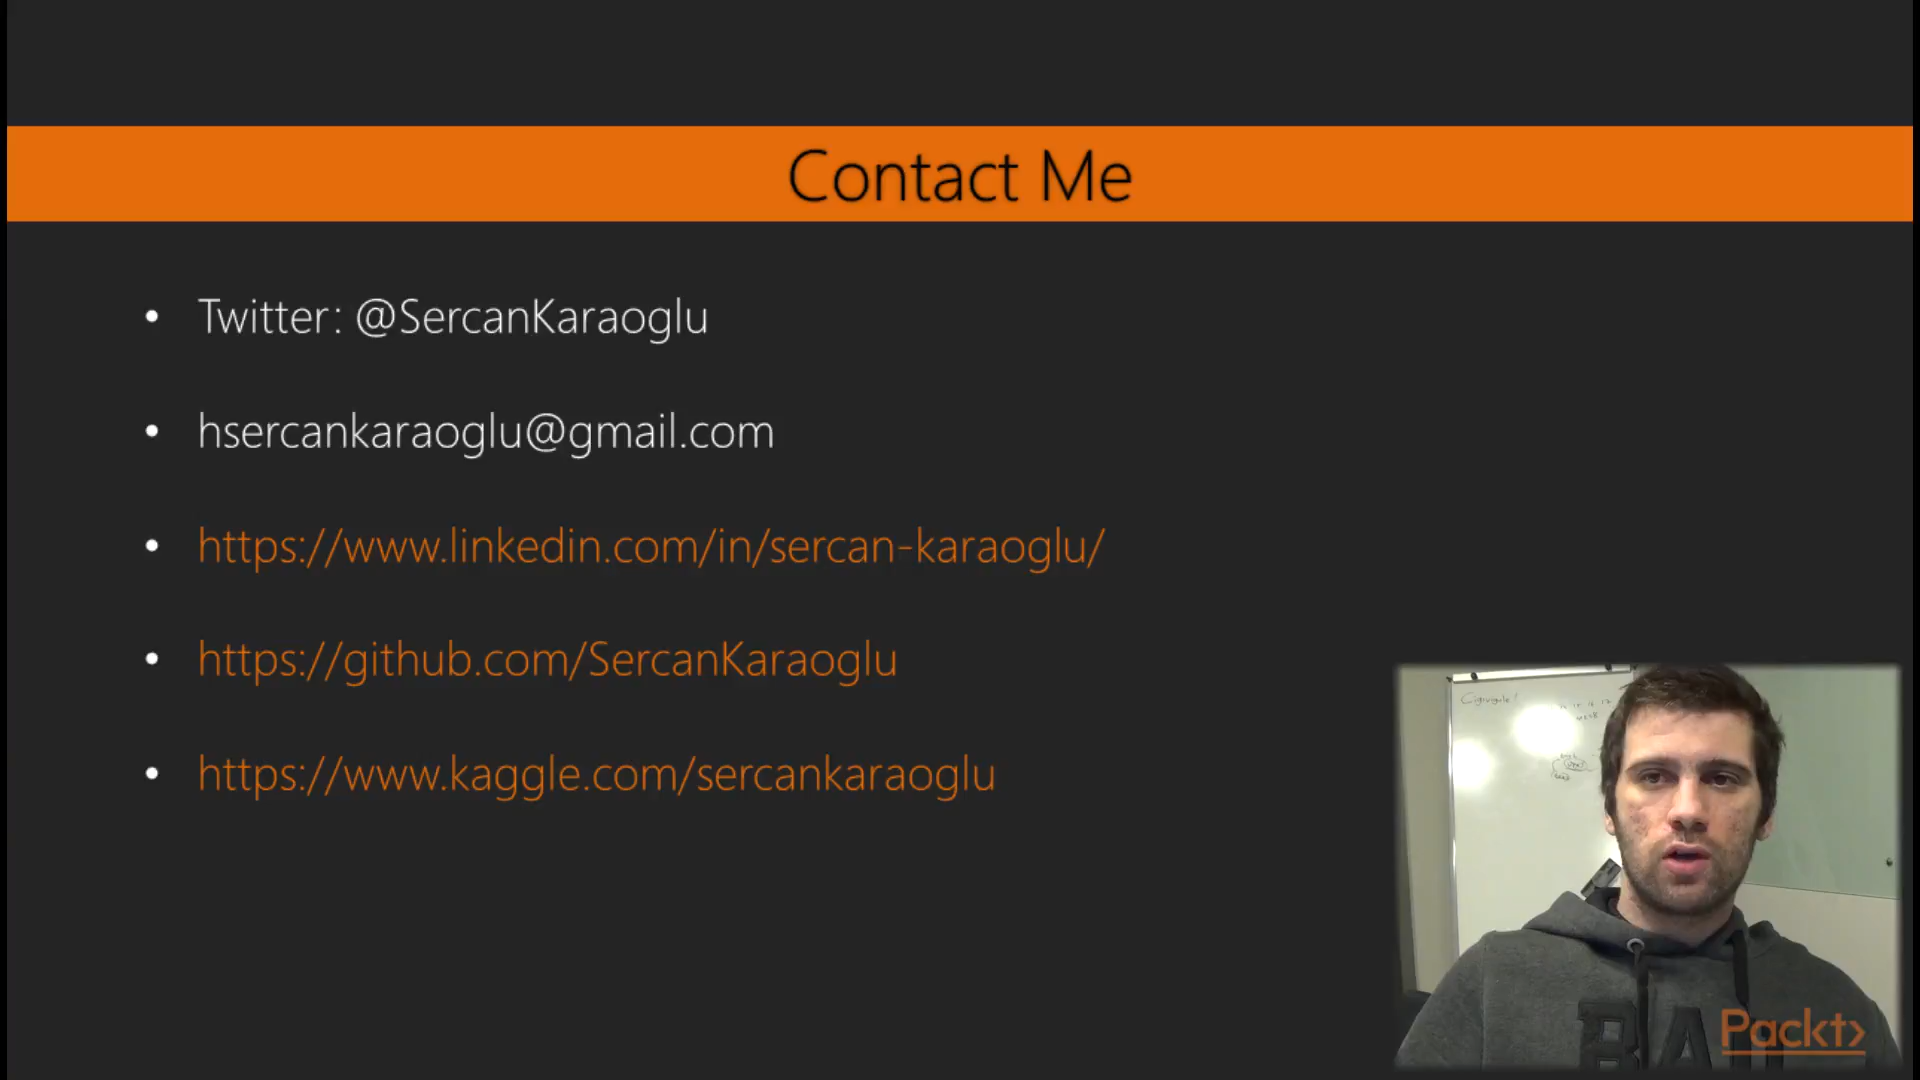 Contact Me
• Twitter: @SercanKaraoglu
• hsercankaraoglu@gmail.com
• https://www.linkedin.com/in/sercan-karaoglu/
• https://github.com/SercanKaraoglu
• https://www.kaggle.com/sercankaraoglu
Packt>